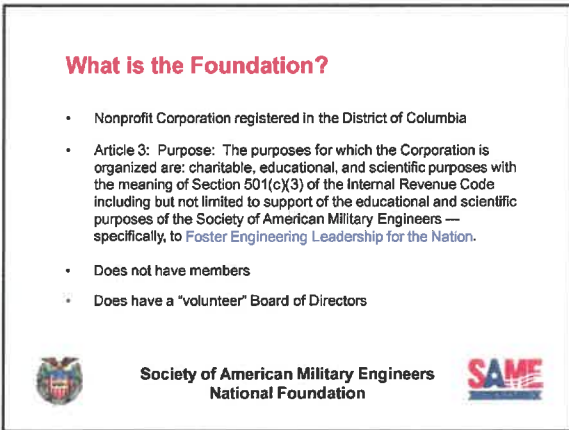 What is the Foundation?
• Nonprofit Corporation registered in the District of Columbia
• Article 3: Purpose: The purposes for which the Corporation is
organized are: charitable, educational, and scientific purposes with
the meaning of Section 501(c)(3) of the Internal Revenue Code
including but not limited to support of the educational and scientific
purposes of the Society of American Military Engineers —
specifically, to Foster Engineering Leadership for the Nation.
• Does not have members
• Does have a "volunteer" Board of Directors
Society of American Military Engineers
National Foundation
SAME